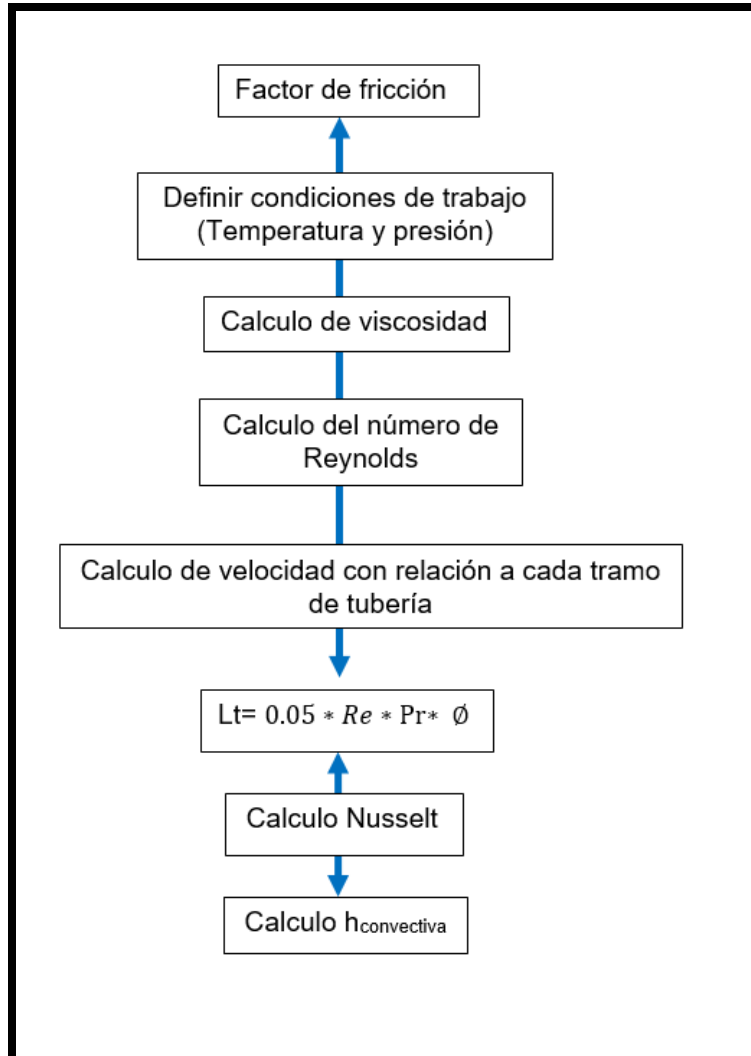 Factor de fricción
Definir condiciones de trabajo
(Temperatura y presión)
Calculo de viscosidad
Calculo del número de
Reynolds
Calculo de velocidad con relación a cada tramo
de tubería
Lt= 0.05 * Re * Pr* ∅
Calculo Nusselt
Calculo hconvectiva